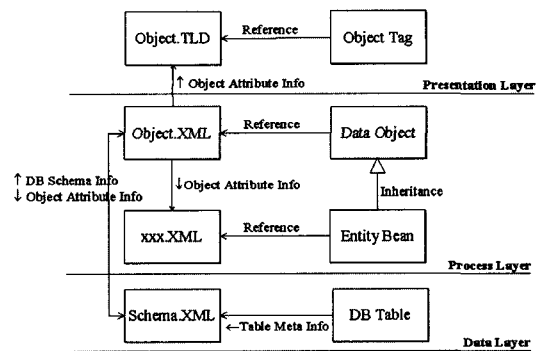 Object.TLD
Reference
Object Tag
↑ Object Attribute Info
Presentation Layer
Object.XML
Reference
Data Object
↑ DB Schema Info
↓ Object Attribute Info
↓Object Attribute Info
Inheritance
xxx.XML
Reference
Entity Bean
Process Layer
Schema.XML
←Table Meta Info
DB Table
Data Layer